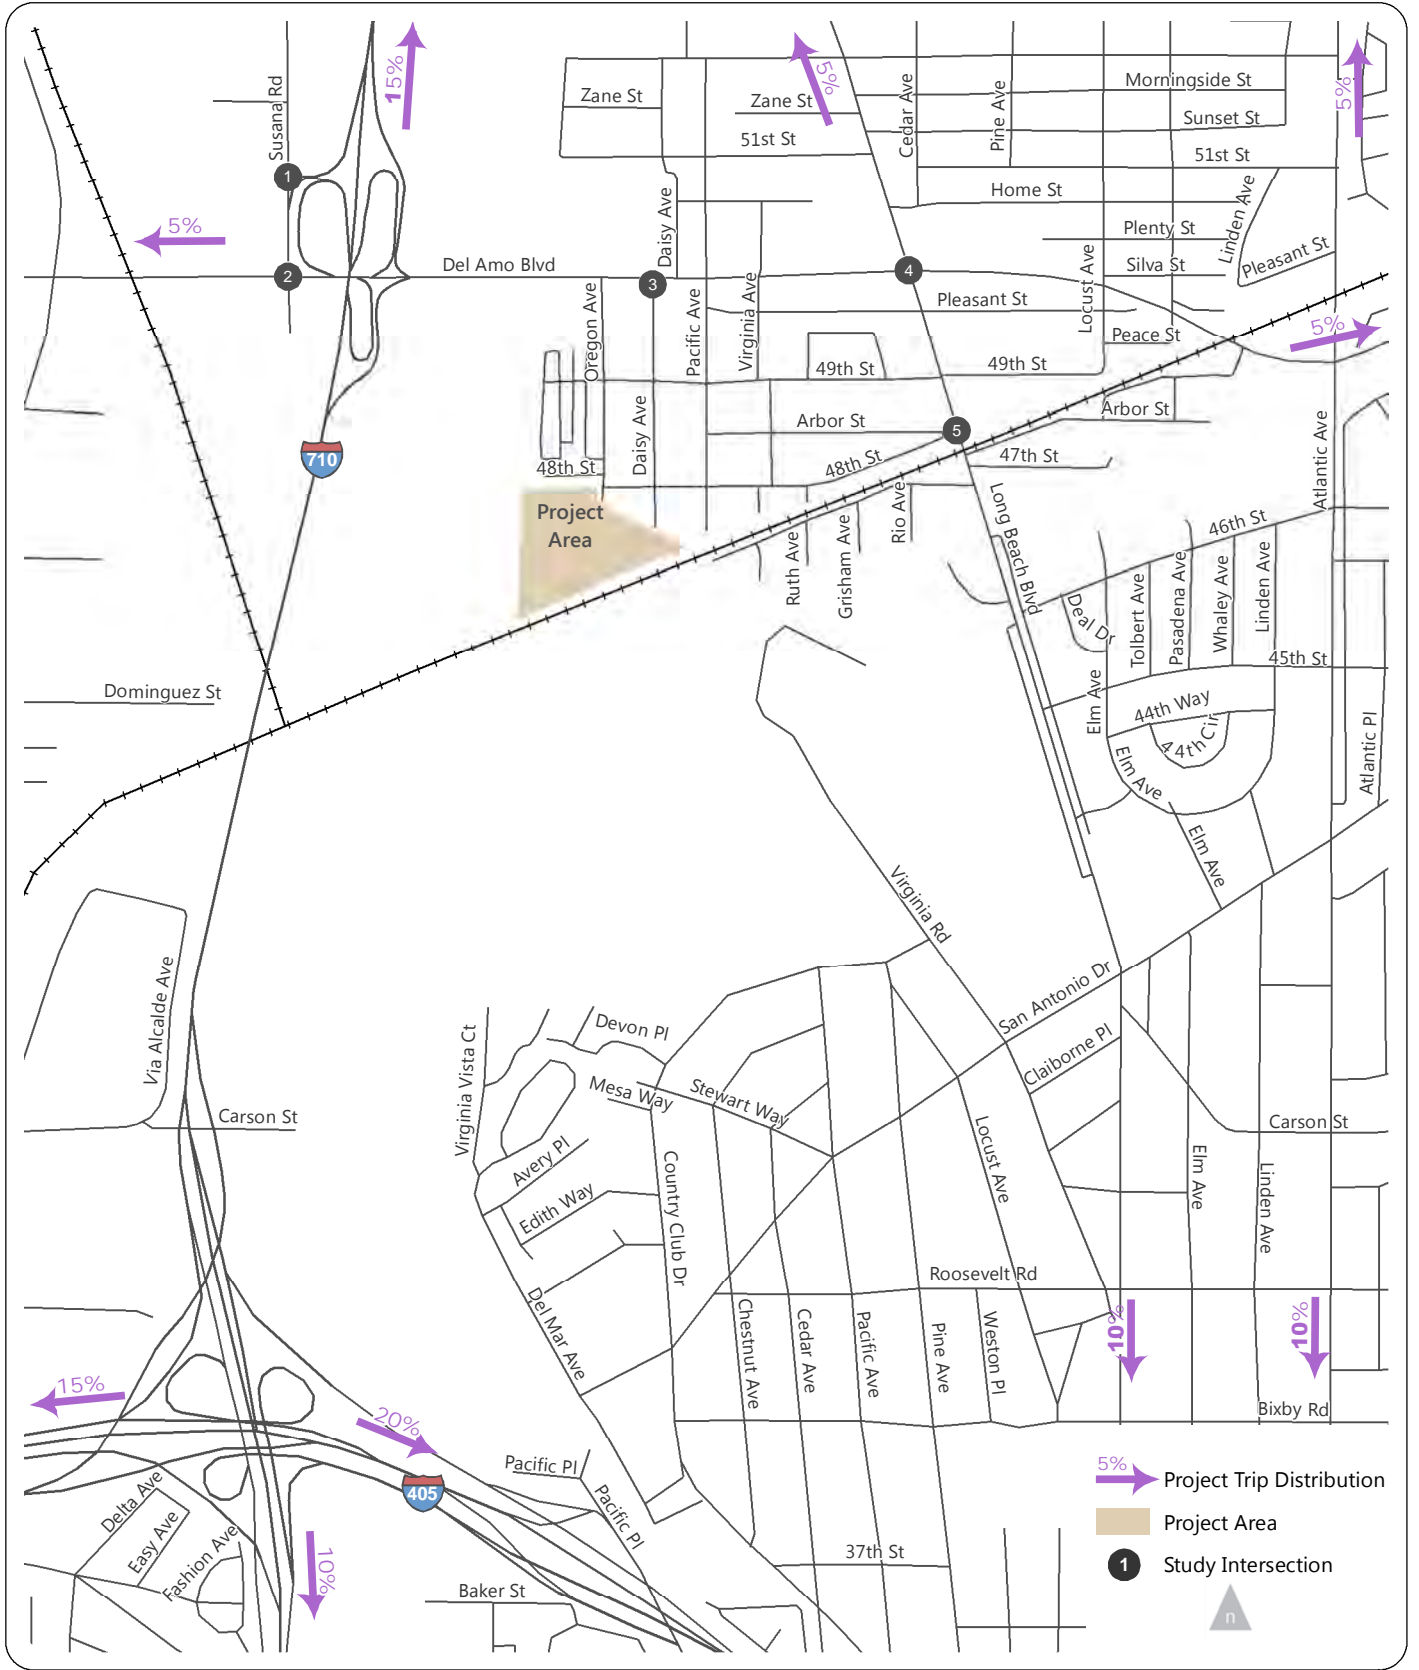 15%
5%
5%
Susana Rd
Zane St
Zane St
51st St
Cedar Ave
Pine Ave
Morningside St
Sunset St
51st St
Home St
Linden Ave
Plenty St
Silva St
Pleasant St
Locust Ave
1
5%
2
Del Amo Blvd
Daisy Ave
3
4
Pleasant St
Peace St
5%
Oregon Ave
Pacific Ave
Virginia Ave
49th St
49th St
Daisy Ave
Arbor St
5
Arbor St
Atlantic Ave
710
48th St
48th St
47th St
Project
Area
Ruth Ave
Grisham Ave
Rio Ave
Long Beach Blvd
46th St
Deal Dr
Tolbert Ave
Pasadena Ave
Whaley Ave
Linden Ave
45th St
Dominguez St
Elm Ave
44th Way
44th Cir
Elm Ave
Atlantic Pl
Elm Ave
Virginia Rd
Via Alcalde Ave
San Antonio Dr
Claiborne Pl
Virginia Vista Ct
Devon Pl
Mesa Way
Stewart Way
Carson St
Carson St
Avery Pl
Edith Way
Country Club Dr
Locust Ave
Elm Ave
Linden Ave
Roosevelt Rd
Del Mar Ave
Chestnut Ave
Cedar Ave
Pacific Ave
Pine Ave
Weston Pl
10%
10%
15%
20%
Bixby Rd
Pacific Pl
405
Pacific Pl
Delta Ave
Easy Ave
Fashion Ave
10%
Baker St
37th St
5%
Project Trip Distribution
Project Area
1
Study Intersection
n